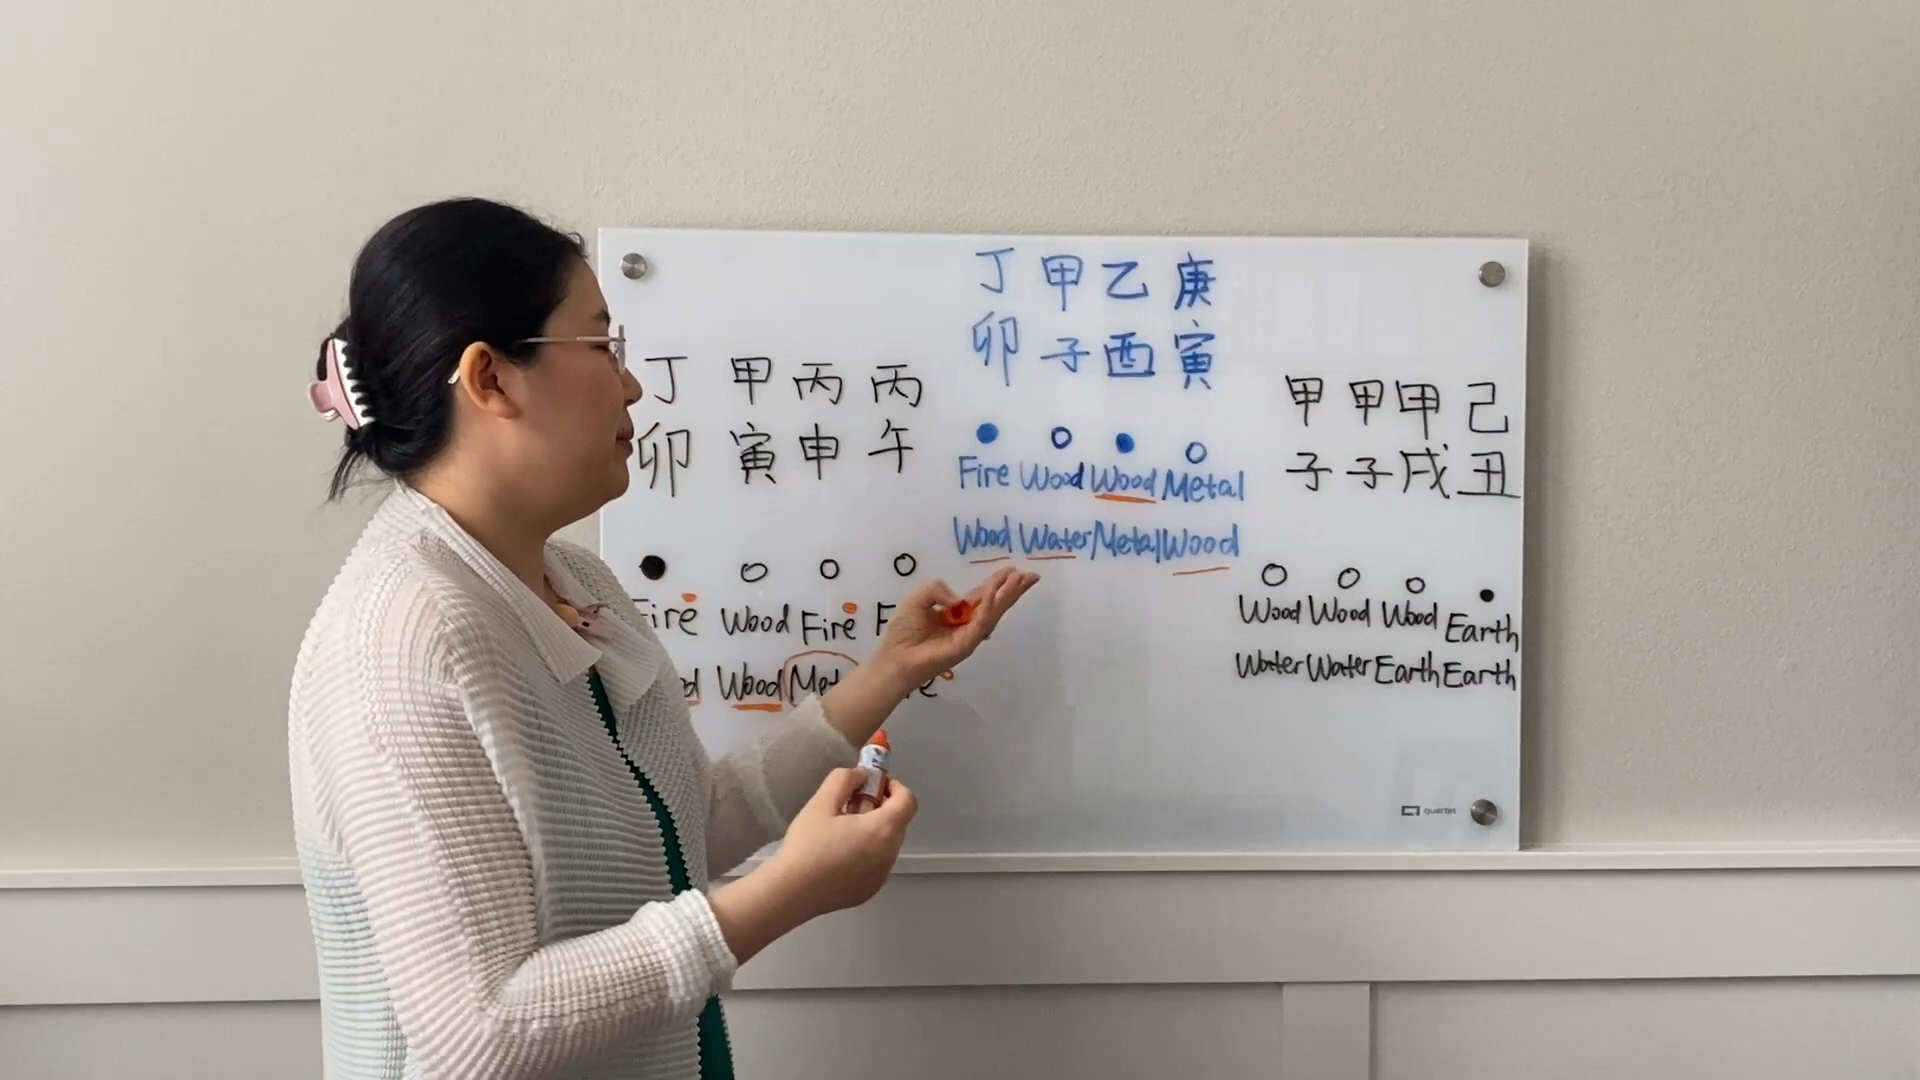 丁 甲 丙 丙
卯 寅 申 午
Fire Wood Fire
Wood
丁 甲 乙 庚
卯 子 酉 寅
Fire Wood Wood Metal
Wood Water Metal Wood
甲 甲 甲 己
子 子 戌 丑
Wood Wood Wood Earth
Water Water Earth Earth
quartet